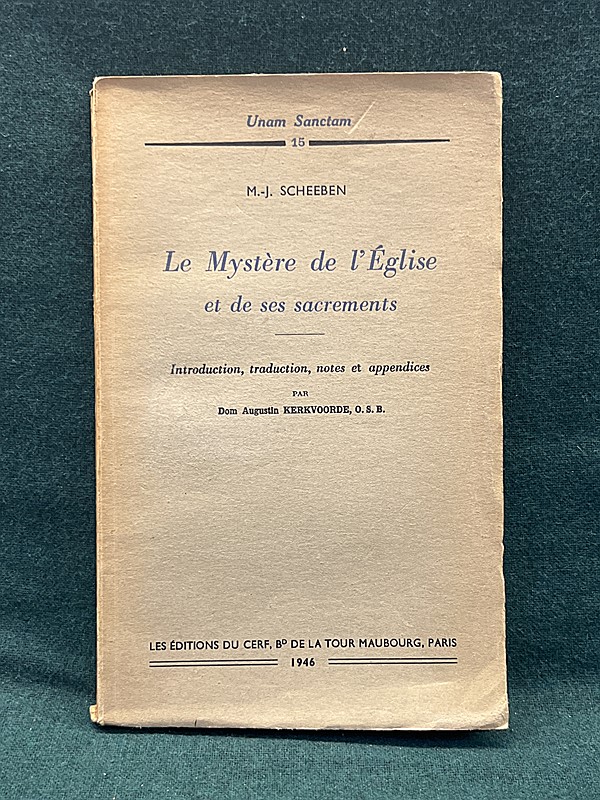 Unam Sanctam
15
M.-J. SCHEEBEN
Le Mystère de l'Église
et de ses sacrements
Introduction, traduction, notes et appendices
PAR
Dom Augustin KERKVOORDE, O. S. B.
LES ÉDITIONS DU CERF, Bᴰ DE LA TOUR MAUBOURG, PARIS
1946